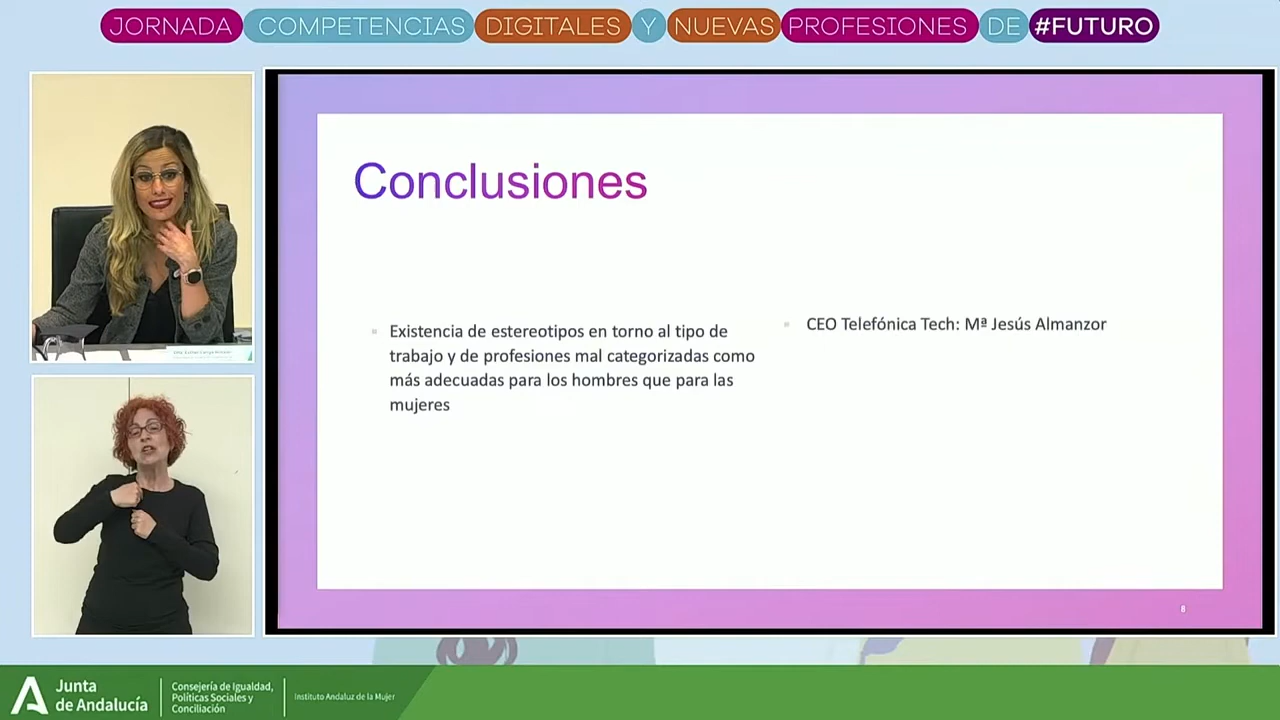 JORNADA COMPETENCIAS DIGITALES Y NUEVAS PROFESIONES DE #FUTURO
Conclusiones
Existencia de estereotipos en torno al tipo de
trabajo y de profesiones mal categorizadas como
más adecuadas para los hombres que para las
mujeres
CEO Telefónica Tech: Mª Jesús Almanzor
8
Junta
de Andalucía
Consejería de Igualdad,
Políticas Sociales y
Conciliación
Instituto Andaluz de la Mujer